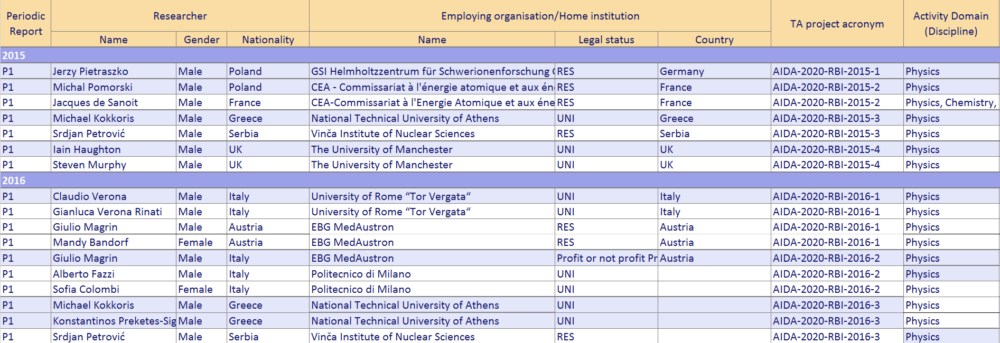 Periodic Report Researcher Employing organisation/Home institution TA project acronym Activity Domain (Discipline)
Name Gender Nationality Name Legal status Country
2015
P1 Jerzy Pietraszko Male Poland GSI Helmholtzzentrum für Schwerionenforschung RES Germany AIDA-2020-RBI-2015-1 Physics
P1 Michal Pomorski Male Poland CEA - Commissariat à l'énergie atomique et aux én RES France AIDA-2020-RBI-2015-2 Physics
P1 Jacques de Sanoit Male France CEA-Commissariat à l'Energie Atomique et aux éne RES France AIDA-2020-RBI-2015-2 Physics, Chemistry,
P1 Michael Kokkoris Male Greece National Technical University of Athens UNI Greece AIDA-2020-RBI-2015-3 Physics
P1 Srdjan Petrović Male Serbia Vinča Institute of Nuclear Sciences RES Serbia AIDA-2020-RBI-2015-3 Physics
P1 Iain Haughton Male UK The University of Manchester UNI UK AIDA-2020-RBI-2015-4 Physics
P1 Steven Murphy Male UK The University of Manchester UNI UK AIDA-2020-RBI-2015-4 Physics
2016
P1 Claudio Verona Male Italy University of Rome “Tor Vergata“ UNI Italy AIDA-2020-RBI-2016-1 Physics
P1 Gianluca Verona Rinati Male Italy University of Rome “Tor Vergata“ UNI Italy AIDA-2020-RBI-2016-1 Physics
P1 Giulio Magrin Male Austria EBG MedAustron RES Austria AIDA-2020-RBI-2016-1 Physics
P1 Mandy Bandorf Female Austria EBG MedAustron RES Austria AIDA-2020-RBI-2016-1 Physics
P1 Giulio Magrin Male Italy EBG MedAustron Profit or not profit Pr Austria AIDA-2020-RBI-2016-2 Physics
P1 Alberto Fazzi Male Italy Politecnico di Milano UNI AIDA-2020-RBI-2016-2 Physics
P1 Sofia Colombi Female Italy Politecnico di Milano UNI AIDA-2020-RBI-2016-2 Physics
P1 Michael Kokkoris Male Greece National Technical University of Athens UNI AIDA-2020-RBI-2016-3 Physics
P1 Konstantinos Preketes-Sig Male Greece National Technical University of Athens UNI AIDA-2020-RBI-2016-3 Physics
P1 Srdjan Petrović Male Serbia Vinča Institute of Nuclear Sciences RES AIDA-2020-RBI-2016-3 Physics